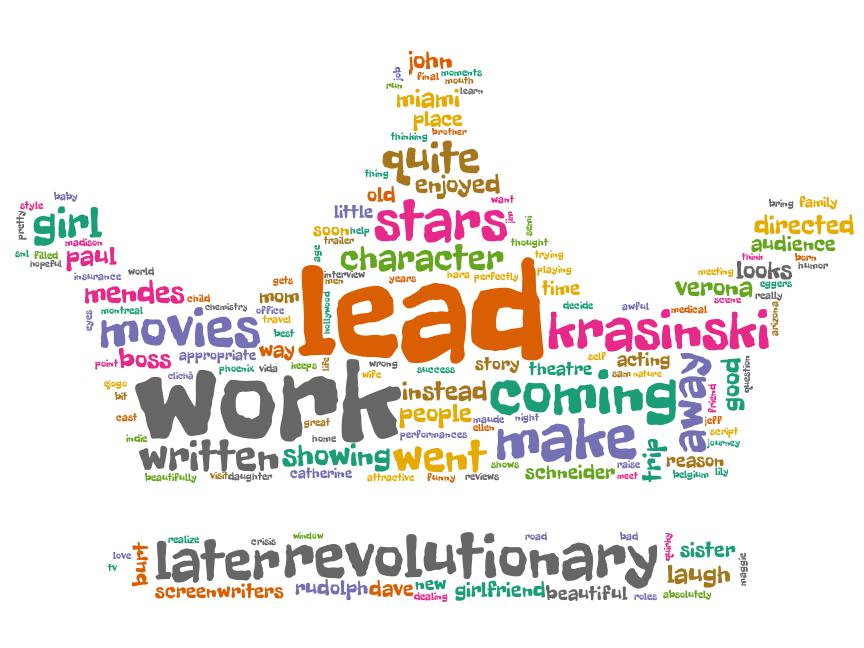 john
job
final moments
mouth
run
miami learn
place
thinking brother
quite
thing enjoyed
old want
little stars jim
soon help semi
trailer thought
age character trying
interview years nara perfectly playing
men
baby
style
pretty girl
madison
snl filled paul
hopeful
insurance world
mendes child
gets
mom
time
bring family
directed
audience
think born
looks humor
meeting eggers
verona really
scene
lead
hollywood
montreal chemistry office
travel
eyes movies best
decide awful medical
krasinski arizona
point boss appropriate way
phoenix vida keeps life wrong
clichã wife success
story theatre self acting
sam nature
away good question
gogo
bit
work
instead coming
friend
cast great people maude night jeff
ellen script
indie home performances make journey
written showing went trip reason
shows schneider raise belgium lily
meet
beautifully visit daughter catherine attractive funny reviews
realize crisis window road bad quirky
love burt later revolutionary sister
tv laugh maggie
screenwriters rudolph dave new girlfriend beautiful roles absolutely
dealing